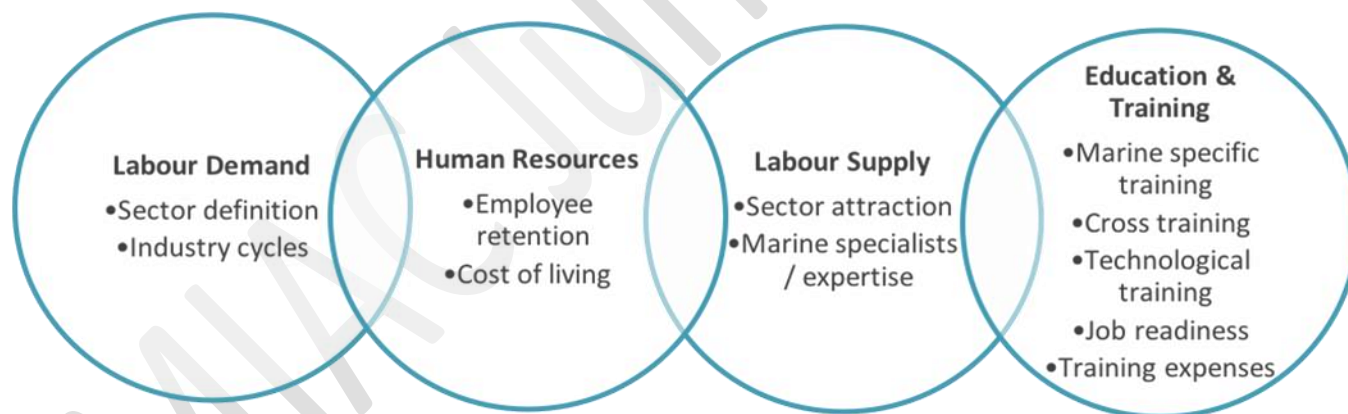 Labour Demand
•Sector definition
•Industry cycles
Human Resources
•Employee
retention
•Cost of living
Labour Supply
•Sector attraction
•Marine specialists
/ expertise
Education &
Training
•Marine specific
training
•Cross training
•Technological
training
•Job readiness
•Training expenses